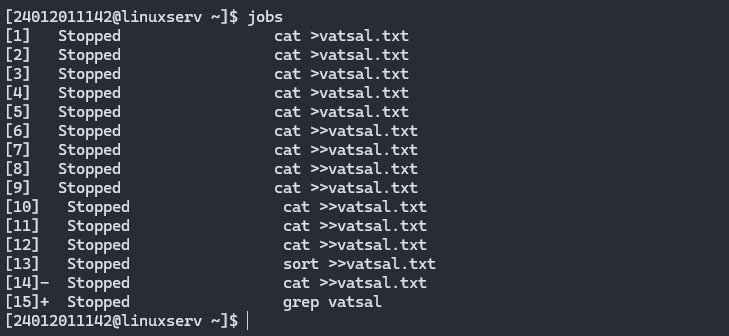 [24012011142@linuxserv ~]$ jobs
[1]   Stopped                 cat >vatsal.txt
[2]   Stopped                 cat >vatsal.txt
[3]   Stopped                 cat >vatsal.txt
[4]   Stopped                 cat >vatsal.txt
[5]   Stopped                 cat >vatsal.txt
[6]   Stopped                 cat >>vatsal.txt
[7]   Stopped                 cat >>vatsal.txt
[8]   Stopped                 cat >>vatsal.txt
[9]   Stopped                 cat >>vatsal.txt
[10]   Stopped                 cat >>vatsal.txt
[11]   Stopped                 cat >>vatsal.txt
[12]   Stopped                 cat >>vatsal.txt
[13]   Stopped                 sort >>vatsal.txt
[14]-  Stopped                 cat >>vatsal.txt
[15]+  Stopped                 grep vatsal
[24012011142@linuxserv ~]$